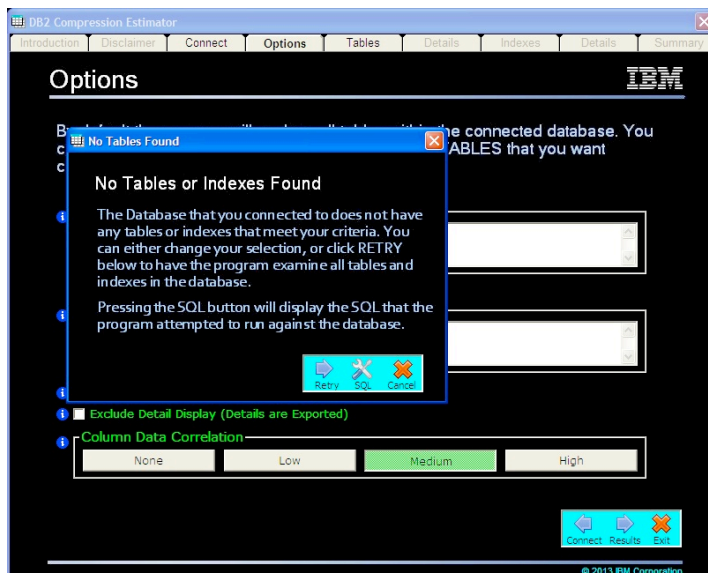 DB2 Compression Estimator
Introduction Disclaimer Connect Options Tables Details Indexes Details Summary
Options
IBM
the connected database. You
TABLES that you want
No Tables Found
No Tables or Indexes Found
The Database that you connected to does not have
any tables or indexes that meet your criteria. You
can either change your selection, or click RETRY
below to have the program examine all tables and
indexes in the database.
Pressing the SQL button will display the SQL that the
program attempted to run against the database.
Retry SQL Cancel
Exclude Detail Display (Details are Exported)
Column Data Correlation
None Low Medium High
Connect Results Exit
© 2013 IBM Corporation